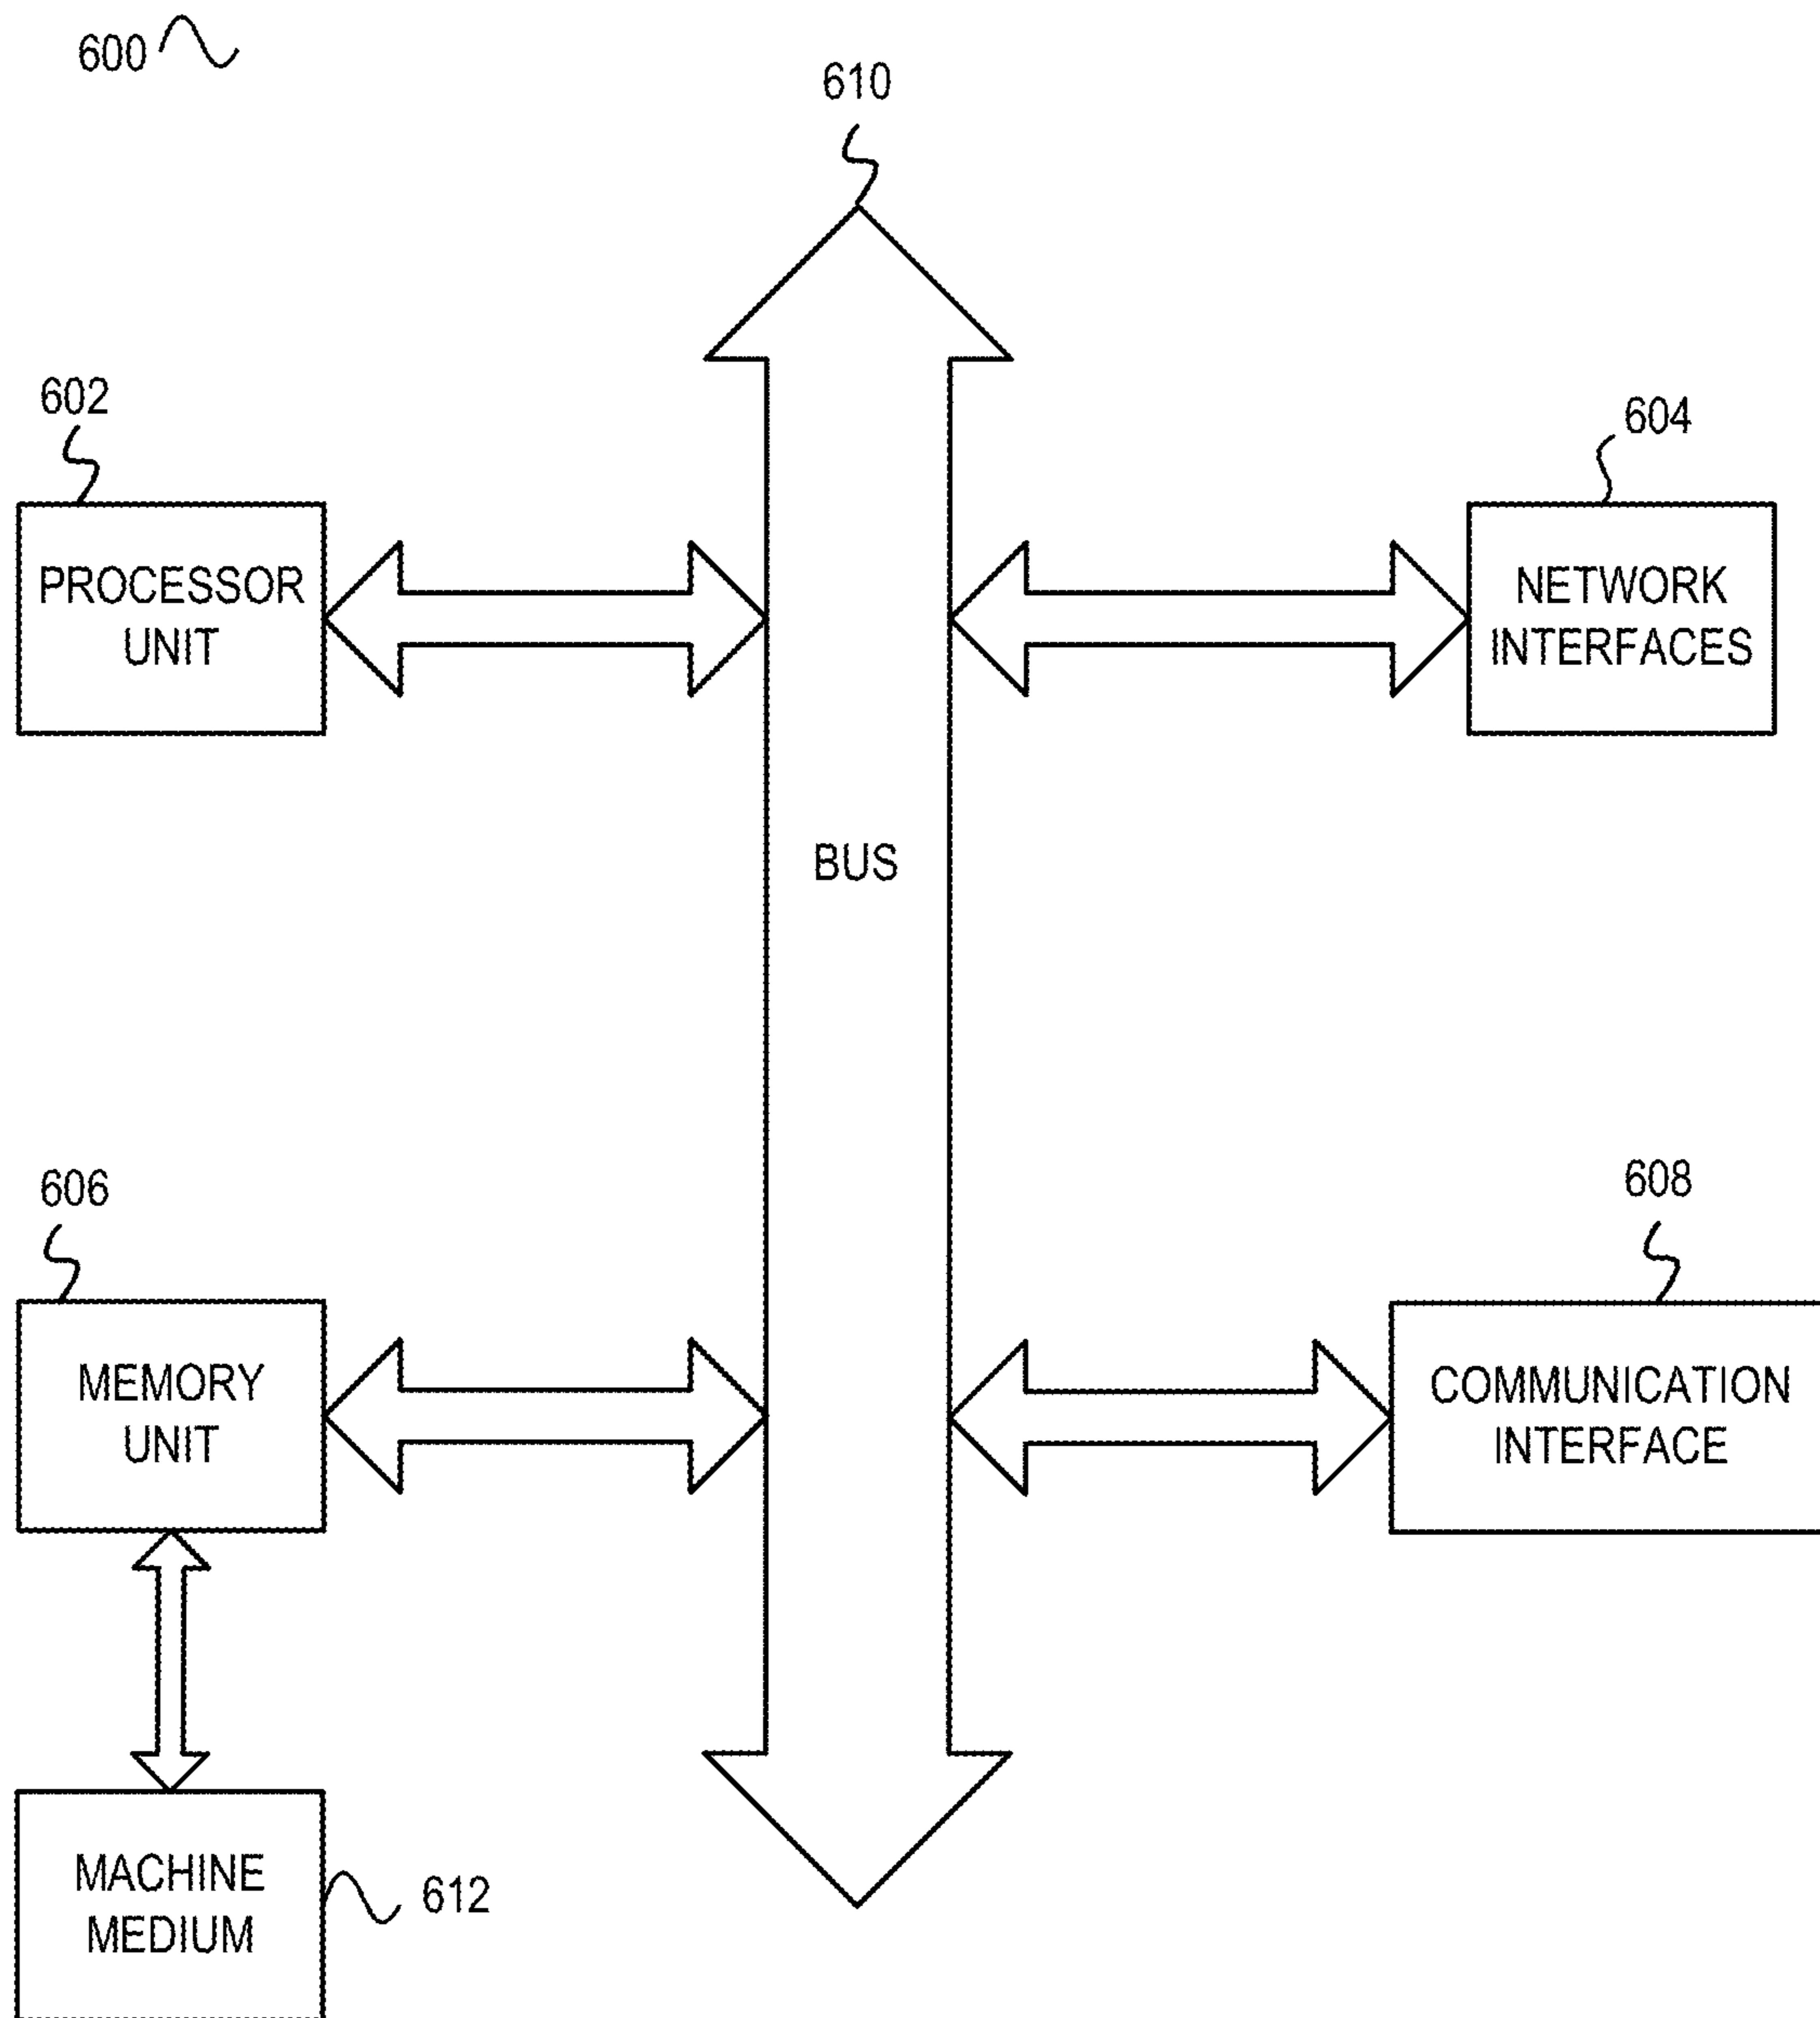 600
610
602
604
PROCESSOR
UNIT
NETWORK
INTERFACES
BUS
606
608
MEMORY
UNIT
COMMUNICATION
INTERFACE
MACHINE
MEDIUM
612